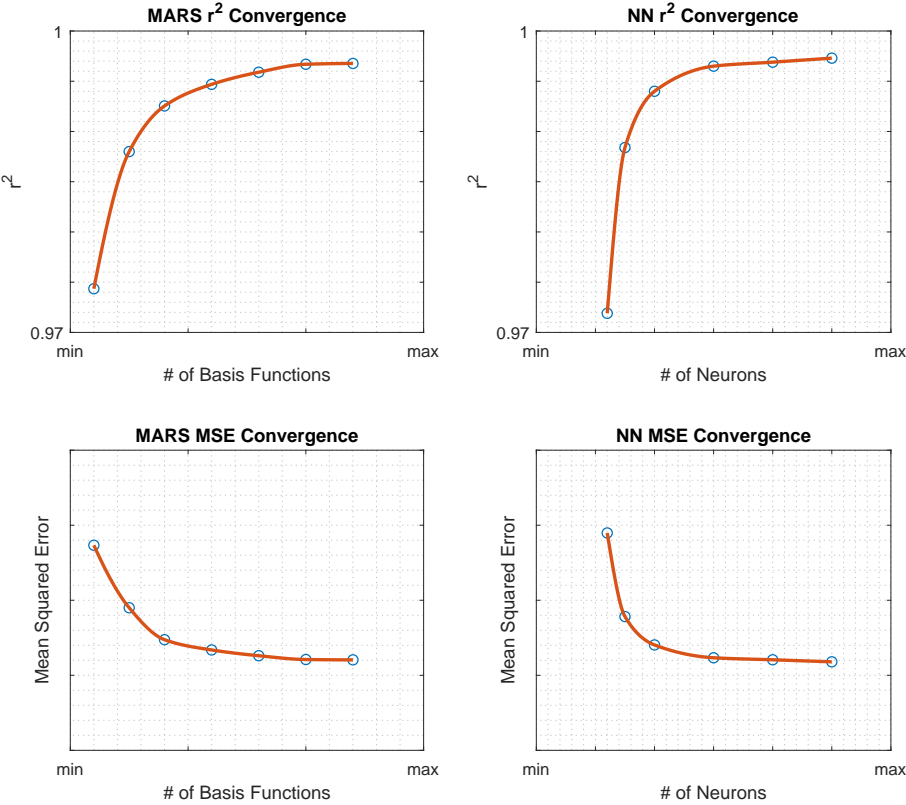 MARS r² Convergence
1
r²
0.97
min
max
# of Basis Functions
NN r² Convergence
1
r²
0.97
min
max
# of Neurons
MARS MSE Convergence
Mean Squared Error
min
max
# of Basis Functions
NN MSE Convergence
Mean Squared Error
min
max
# of Neurons